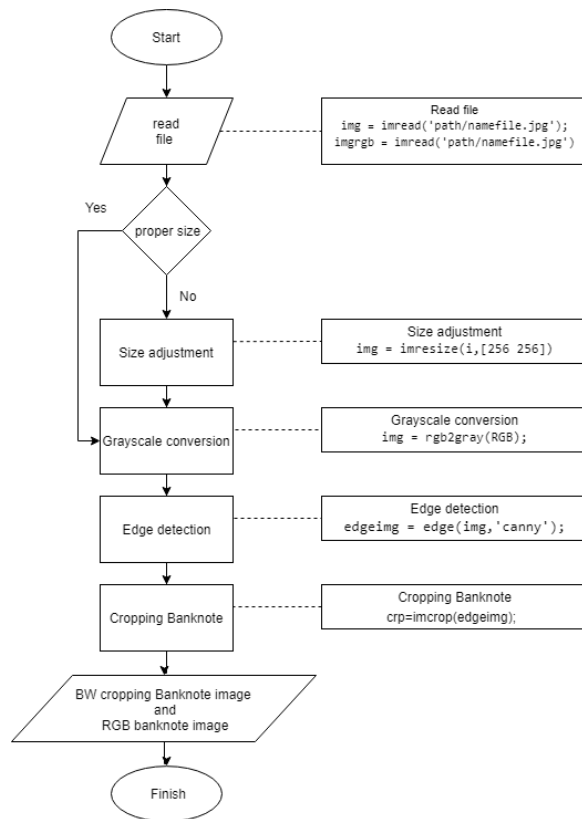 Start
read
file
Read file
img = imread('path/namefile.jpg');
imgrgb = imread('path/namefile.jpg')
Yes
proper size
No
Size adjustment
Size adjustment
img = imresize(i,[256 256])
Grayscale conversion
Grayscale conversion
img = rgb2gray(RGB);
Edge detection
Edge detection
edgeimg = edge(img,'canny');
Cropping Banknote
Cropping Banknote
crp=imcrop(edgeimg);
BW cropping Banknote image
and
RGB banknote image
Finish